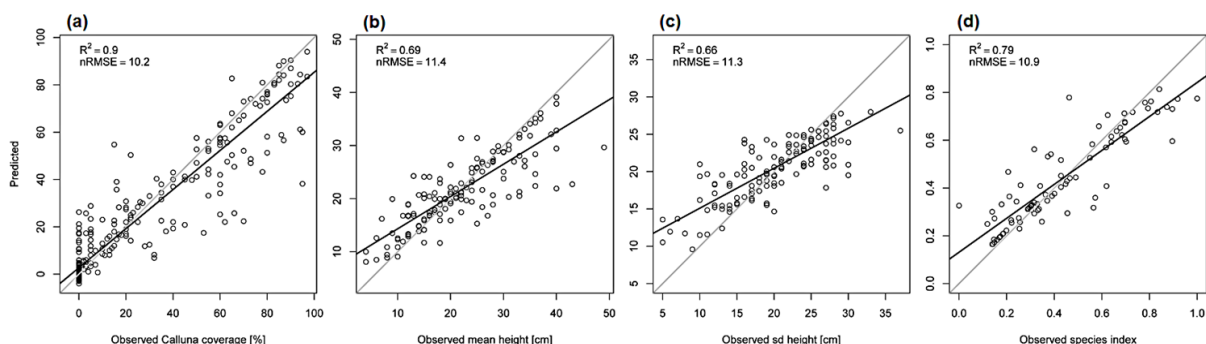 (a)
R² = 0.9
nRMSE = 10.2
Predicted
0 20 40 60 80 100
0 20 40 60 80 100
Observed Calluna coverage [%]
(b)
R² = 0.69
nRMSE = 11.4
10 20 30 40 50
10 20 30 40 50
Observed mean height [cm]
(c)
R² = 0.66
nRMSE = 11.3
10 15 20 25 30 35
5 10 15 20 25 30 35
Observed sd height [cm]
(d)
R² = 0.79
nRMSE = 10.9
0.0 0.2 0.4 0.6 0.8 1.0
0.0 0.2 0.4 0.6 0.8 1.0
Observed species index